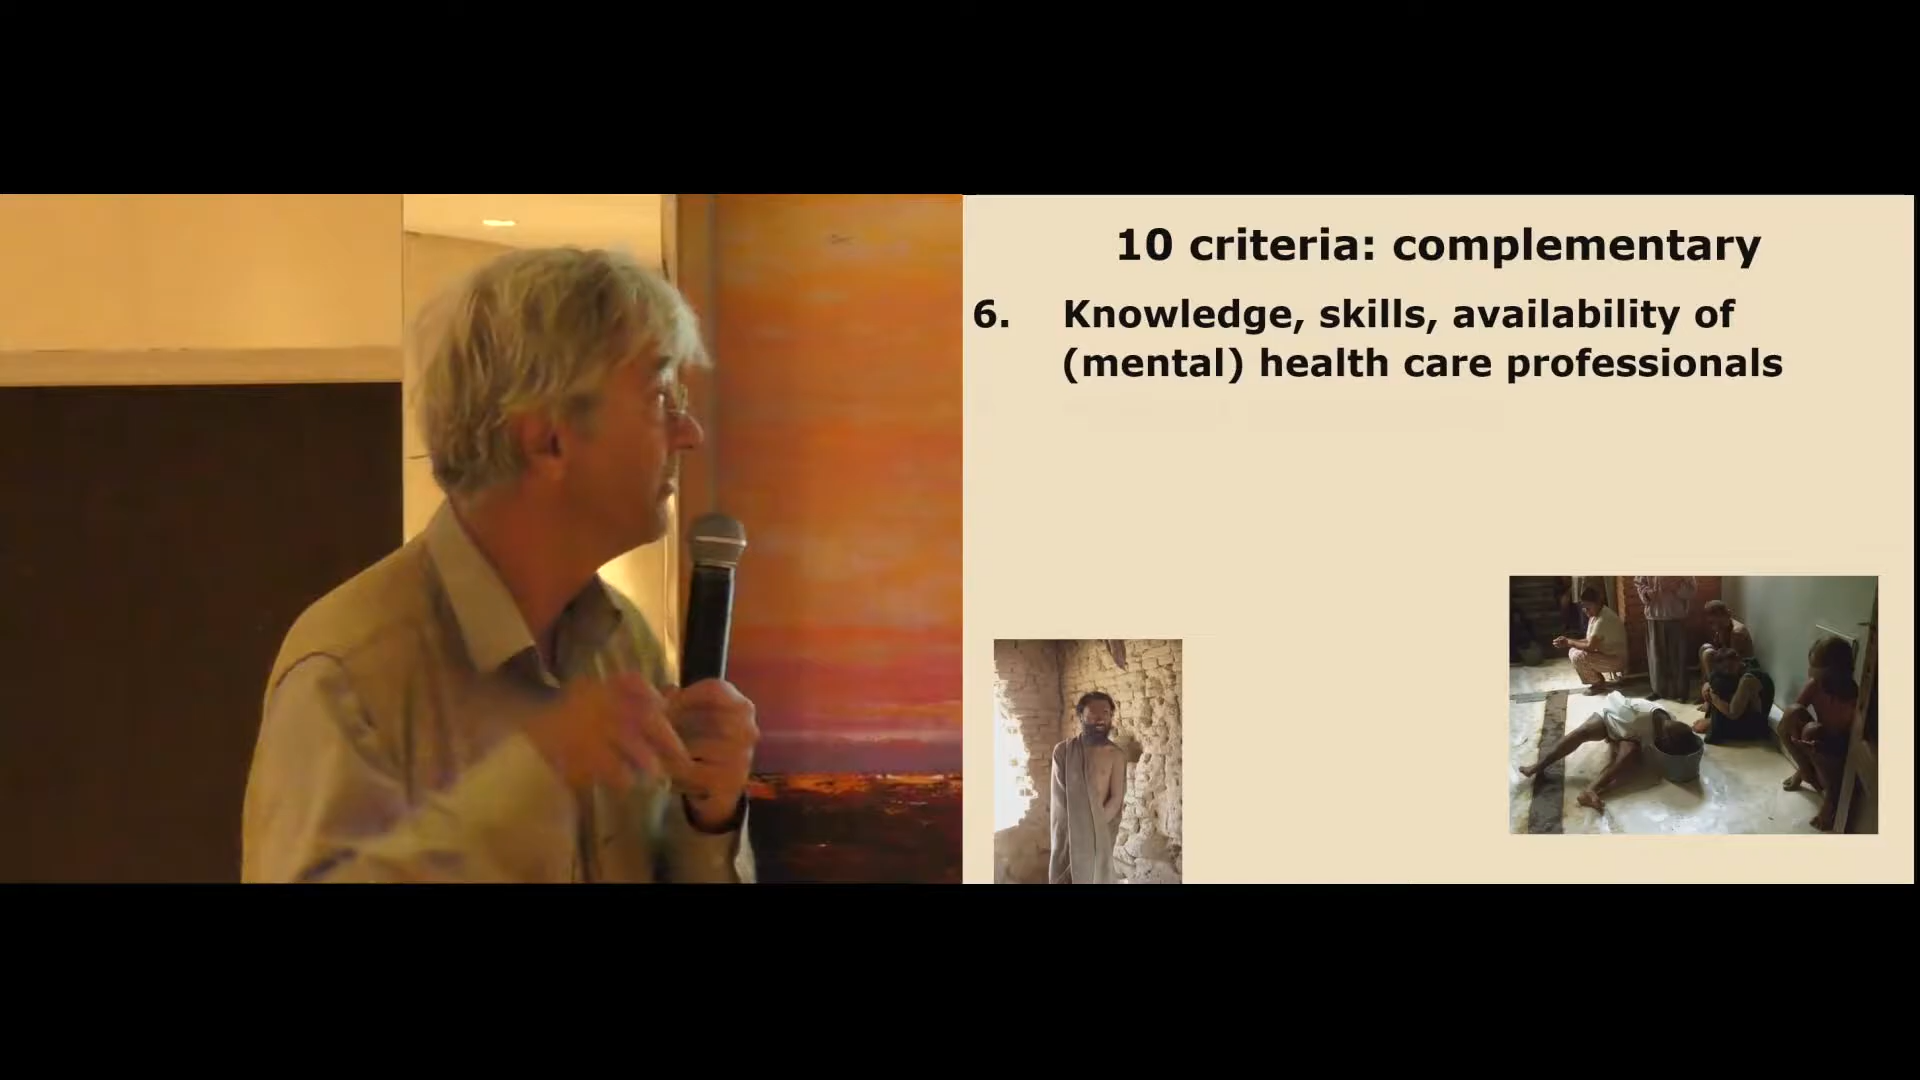 10 criteria: complementary
6. Knowledge, skills, availability of
(mental) health care professionals